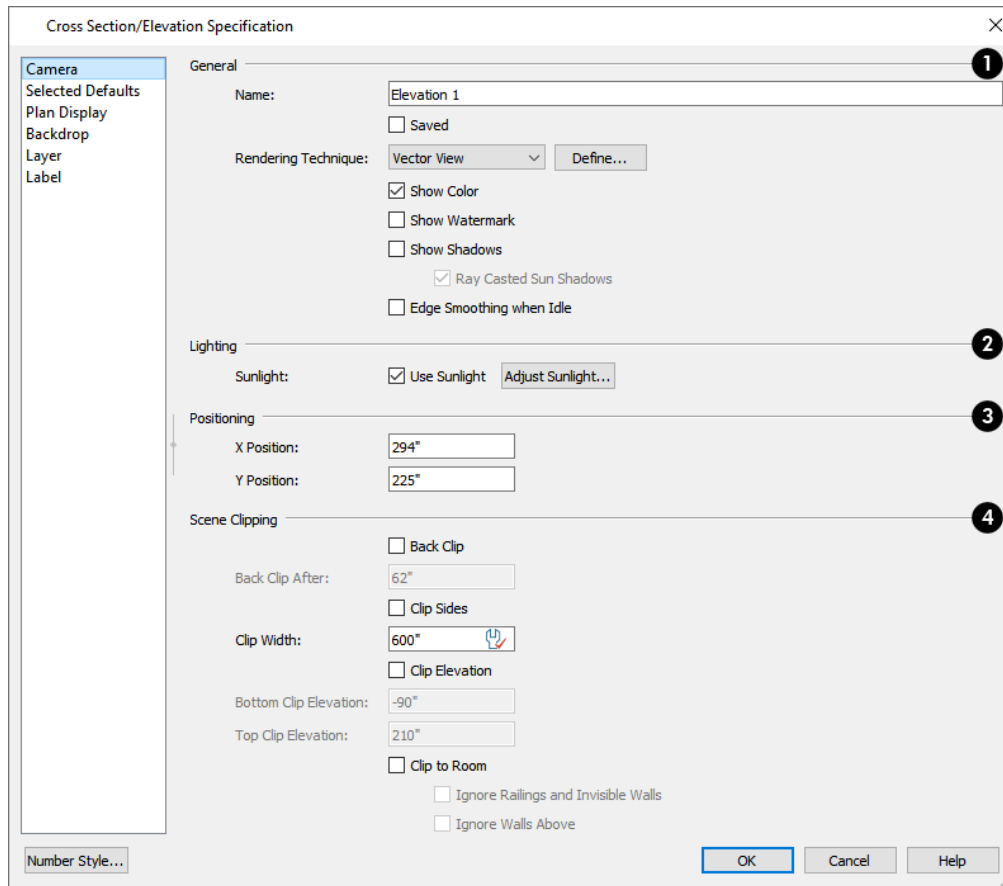 Cross Section/Elevation Specification
Camera
Selected Defaults
Plan Display
Backdrop
Layer
Label
General 1
Name: Elevation 1
Saved
Rendering Technique: Vector View Define...
Show Color
Show Watermark
Show Shadows
Ray Casted Sun Shadows
Edge Smoothing when Idle
Lighting 2
Sunlight: Use Sunlight Adjust Sunlight...
Positioning 3
X Position: 294"
Y Position: 225"
Scene Clipping 4
Back Clip
Back Clip After: 62"
Clip Sides
Clip Width: 600"
Clip Elevation
Bottom Clip Elevation: -90"
Top Clip Elevation: 210"
Clip to Room
Ignore Railings and Invisible Walls
Ignore Walls Above
Number Style... OK Cancel Help